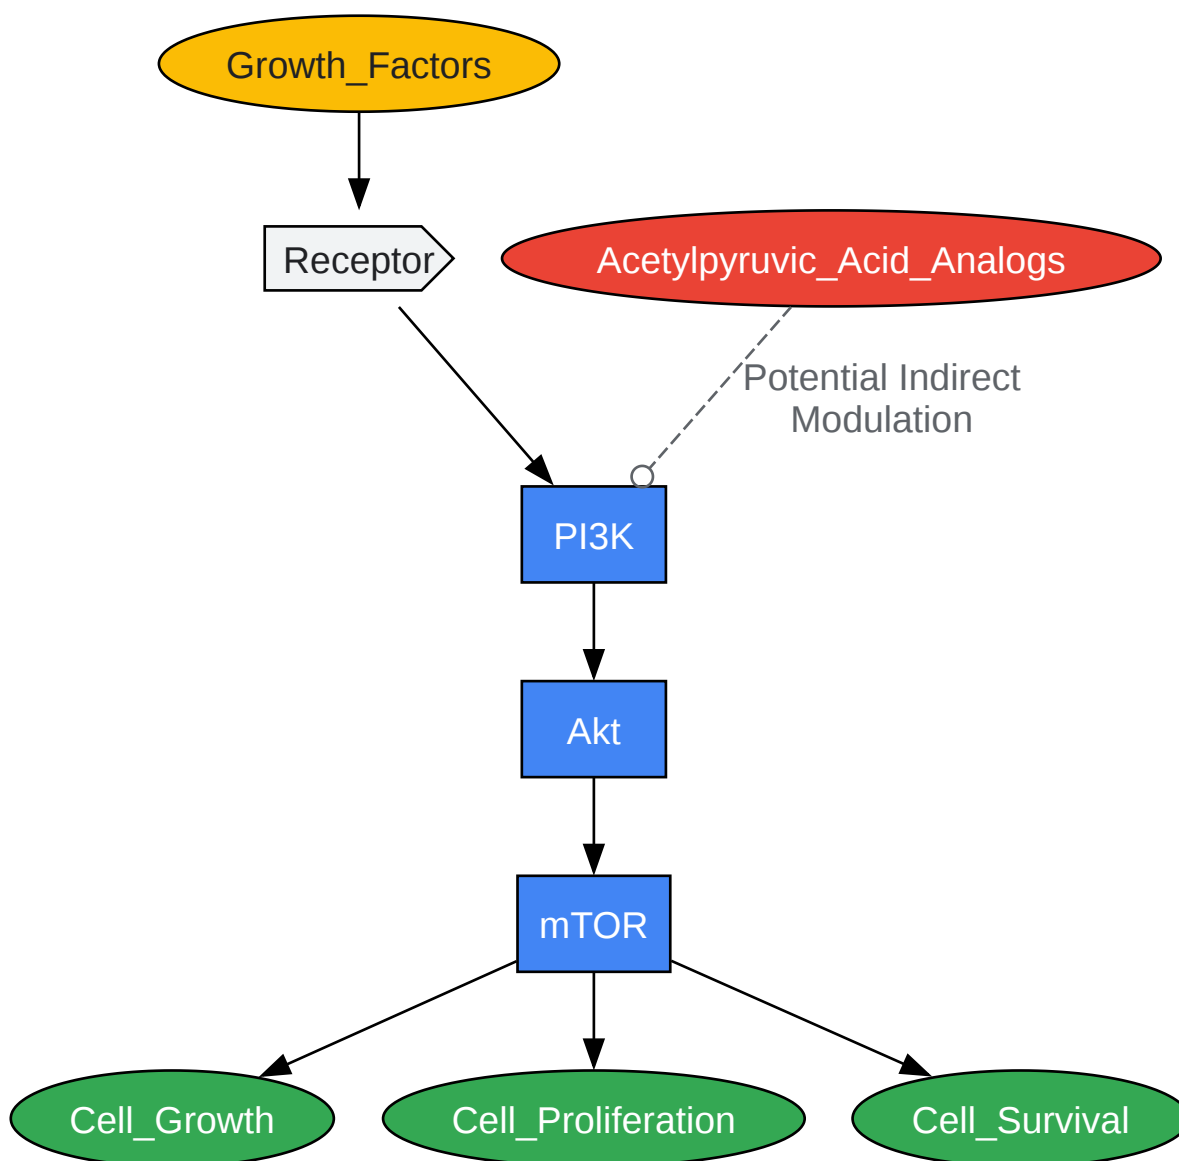 Growth_Factors
Receptor
Acetylpyruvic_Acid_Analogs
Potential Indirect
Modulation
PI3K
Akt
mTOR
Cell_Growth
Cell_Proliferation
Cell_Survival